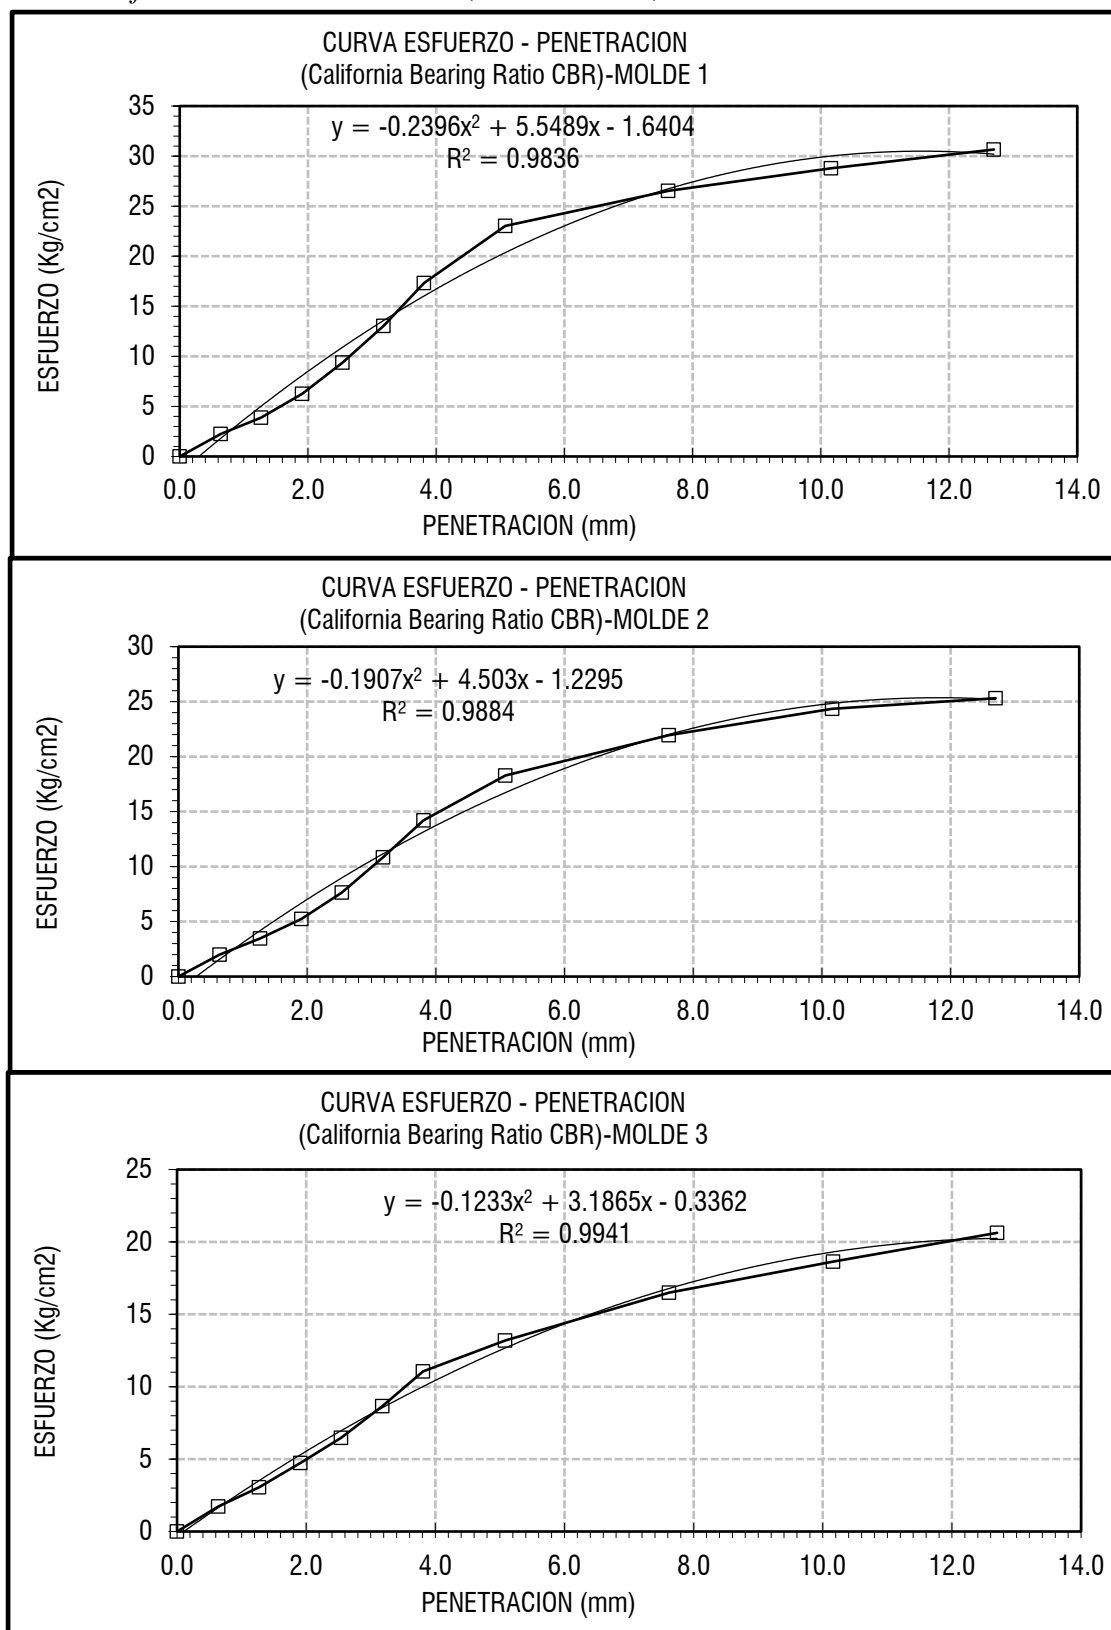 CURVA ESFUERZO - PENETRACION
(California Bearing Ratio CBR)-MOLDE 1
y = -0.2396x² + 5.5489x - 1.6404
R² = 0.9836
ESFUERZO (Kg/cm2)
35
30
25
20
15
10
5
0
0.0 2.0 4.0 6.0 8.0 10.0 12.0 14.0
PENETRACION (mm)
CURVA ESFUERZO - PENETRACION
(California Bearing Ratio CBR)-MOLDE 2
y = -0.1907x² + 4.503x - 1.2295
R² = 0.9884
ESFUERZO (Kg/cm2)
30
25
20
15
10
5
0
0.0 2.0 4.0 6.0 8.0 10.0 12.0 14.0
PENETRACION (mm)
CURVA ESFUERZO - PENETRACION
(California Bearing Ratio CBR)-MOLDE 3
y = -0.1233x² + 3.1865x - 0.3362
R² = 0.9941
ESFUERZO (Kg/cm2)
25
20
15
10
5
0
0.0 2.0 4.0 6.0 8.0 10.0 12.0 14.0
PENETRACION (mm)